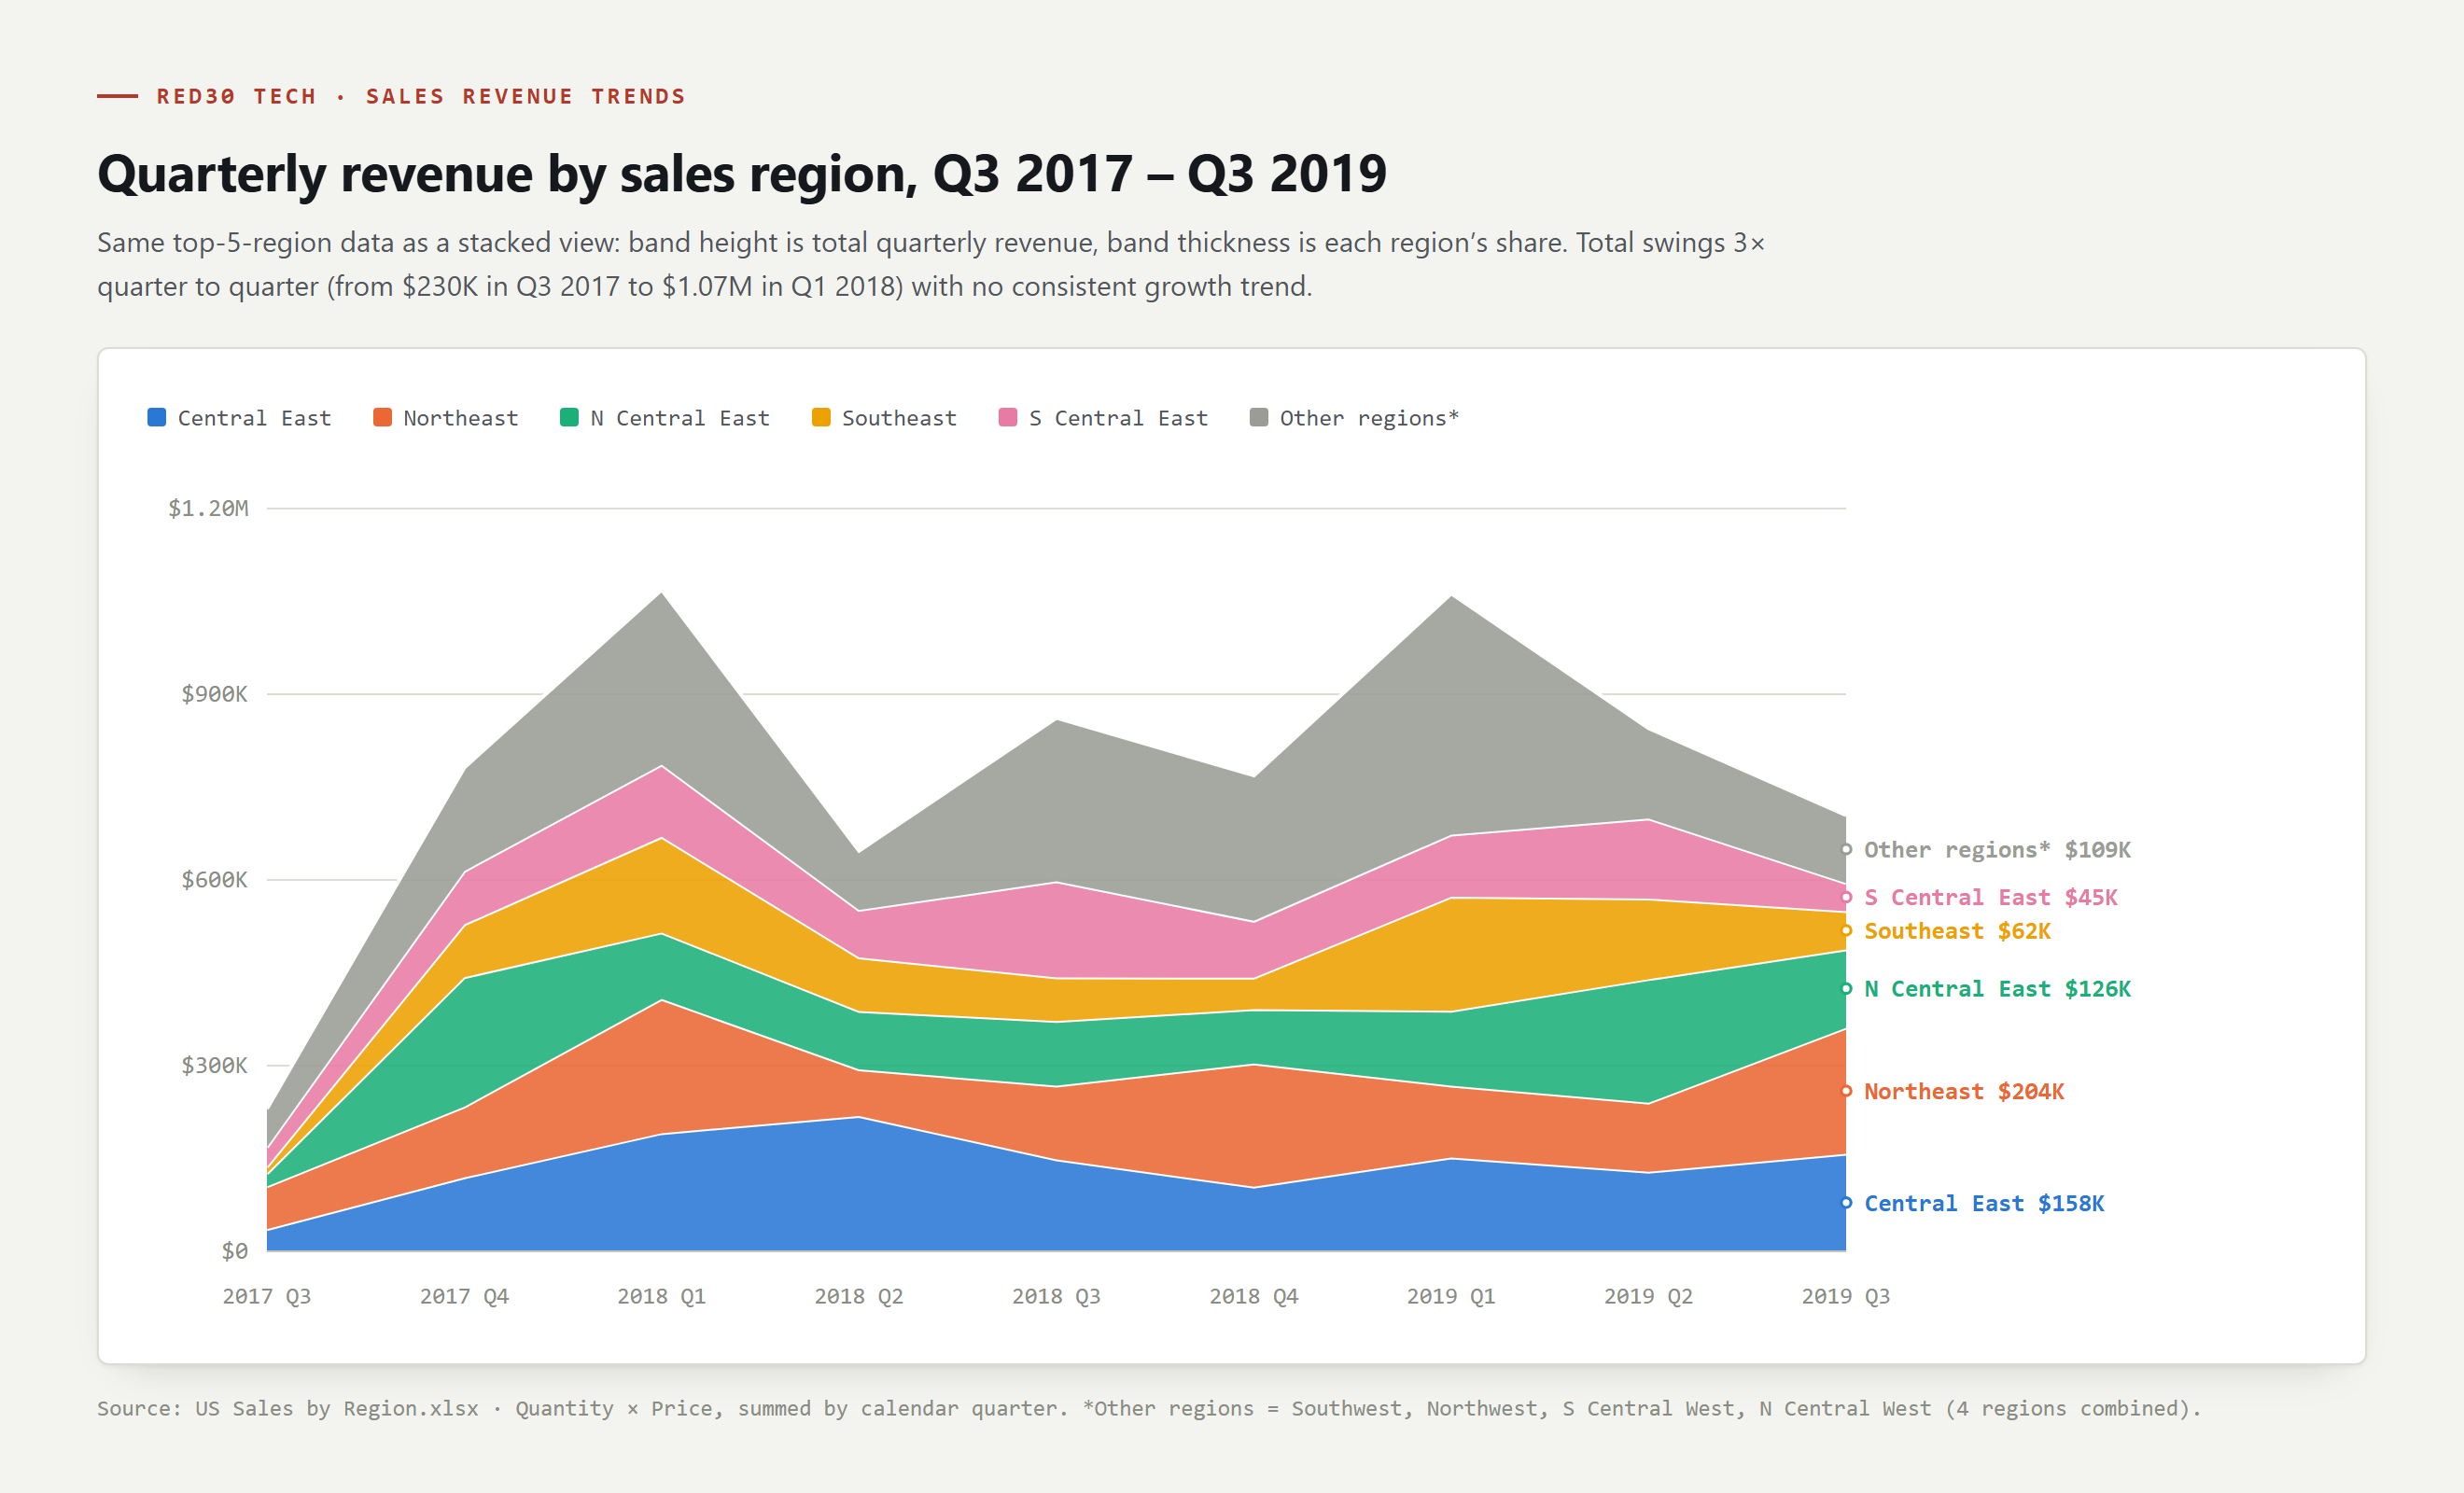 RED30 TECH · SALES REVENUE TRENDS
Quarterly revenue by sales region, Q3 2017 – Q3 2019
Same top-5-region data as a stacked view: band height is total quarterly revenue, band thickness is each region’s share. Total swings 3×
quarter to quarter (from $230K in Q3 2017 to $1.07M in Q1 2018) with no consistent growth trend.
Central East Northeast N Central East Southeast S Central East Other regions*
$1.20M
$900K
$600K
$300K
$0
Other regions* $109K
S Central East $45K
Southeast $62K
N Central East $126K
Northeast $204K
Central East $158K
2017 Q3 2017 Q4 2018 Q1 2018 Q2 2018 Q3 2018 Q4 2019 Q1 2019 Q2 2019 Q3
Source: US Sales by Region.xlsx · Quantity × Price, summed by calendar quarter. *Other regions = Southwest, Northwest, S Central West, N Central West (4 regions combined).